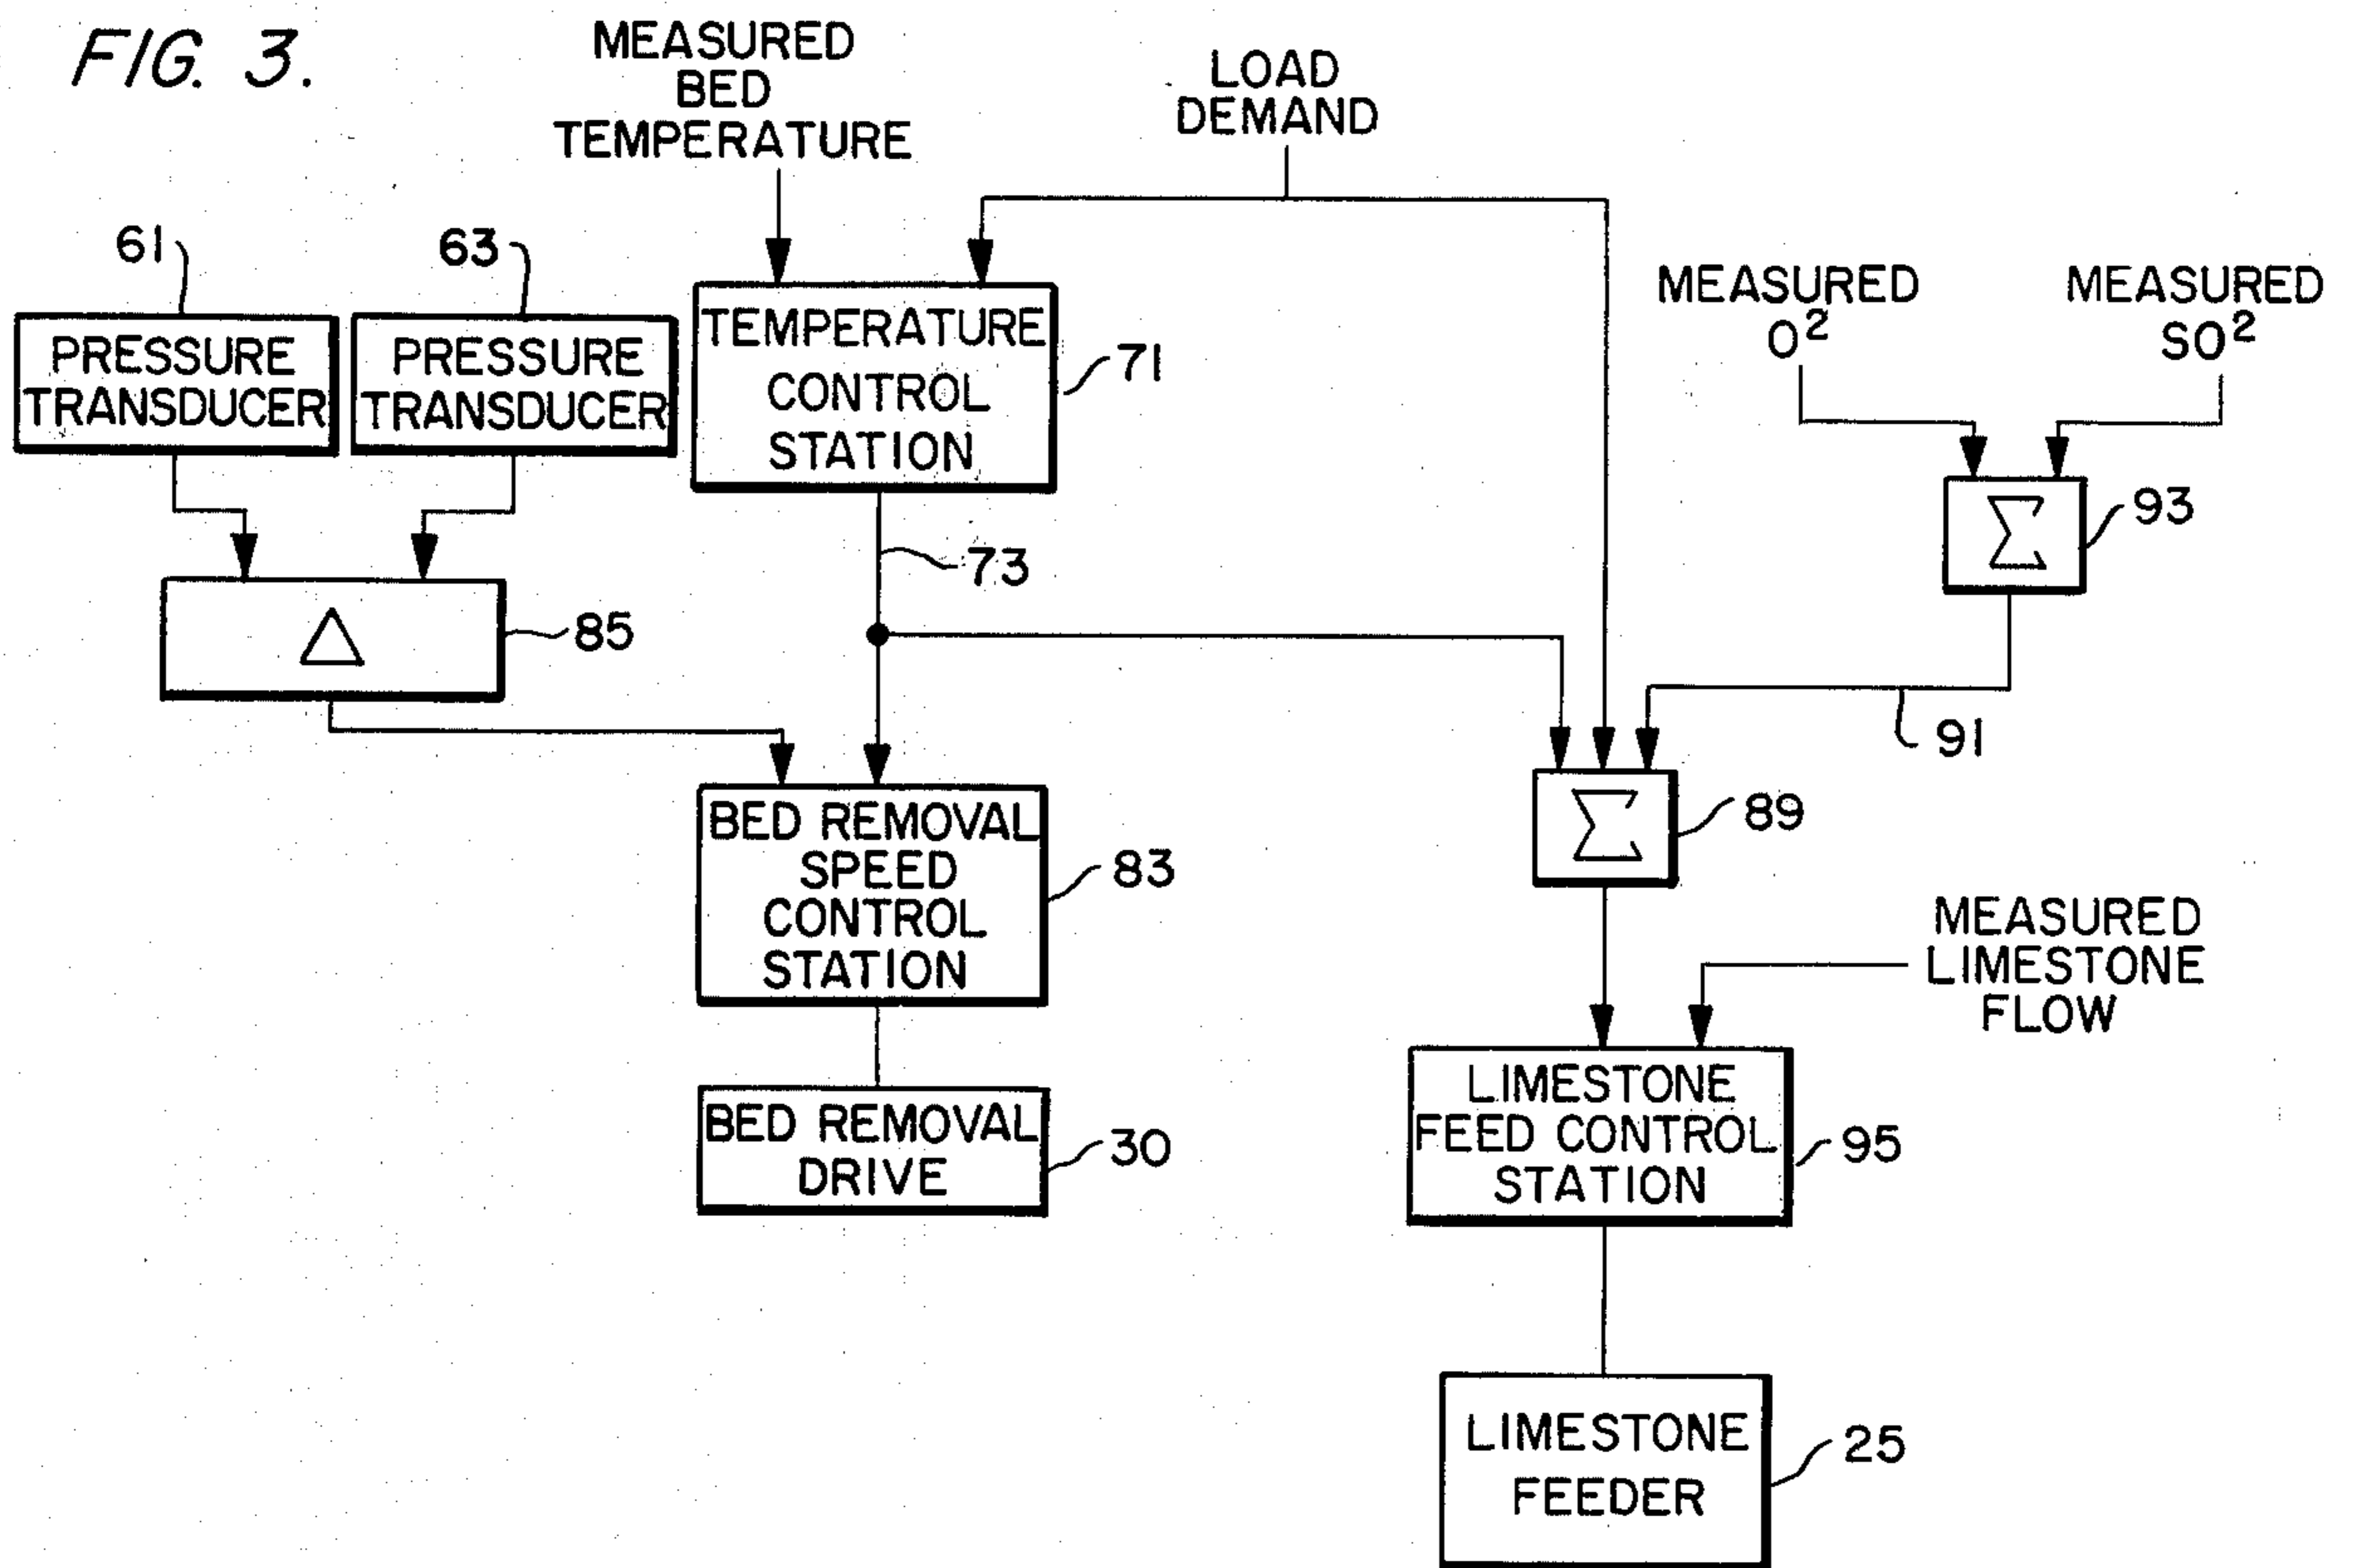 FIG. 3.
MEASURED
BED
TEMPERATURE
LOAD
DEMAND
61
63
PRESSURE
TRANSDUCER
PRESSURE
TRANSDUCER
TEMPERATURE
CONTROL
STATION
71
MEASURED
O²
MEASURED
SO²
Σ
93
73
Δ
85
91
BED REMOVAL
SPEED
CONTROL
STATION
83
Σ
89
MEASURED
LIMESTONE
FLOW
BED REMOVAL
DRIVE
30
LIMESTONE
FEED CONTROL
STATION
95
LIMESTONE
FEEDER
25